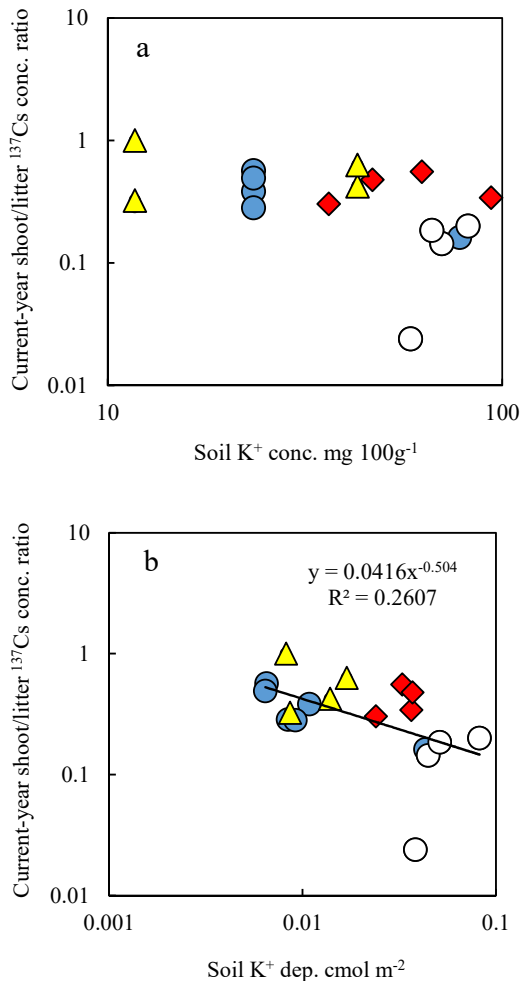 a
10
1
0.1
0.01
10
100
Current-year shoot/litter ¹³⁷Cs conc. ratio
Soil K⁺ conc. mg 100g⁻¹
b
y = 0.0416x⁻⁰·⁵⁰⁴
R² = 0.2607
10
1
0.1
0.01
0.001
0.01
0.1
Current-year shoot/litter ¹³⁷Cs conc. ratio
Soil K⁺ dep. cmol m⁻²